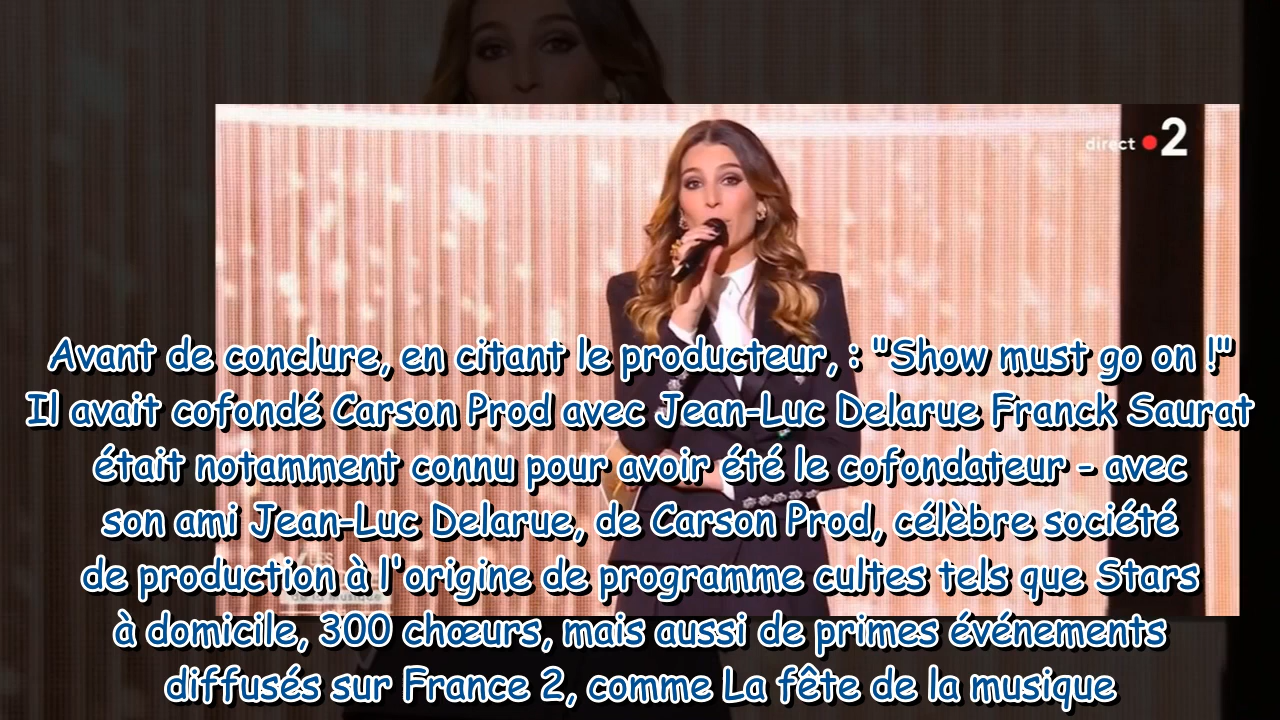 direct 2
Avant de conclure, en citant le producteur, : "Show must go on !"
Il avait cofondé Carson Prod avec Jean-Luc Delarue Franck Saurat
était notamment connu pour avoir été le cofondateur - avec
son ami Jean-Luc Delarue, de Carson Prod, célèbre société
de production à l'origine de programme cultes tels que Stars
à domicile, 300 chœurs, mais aussi de primes événements
diffusés sur France 2, comme La fête de la musique